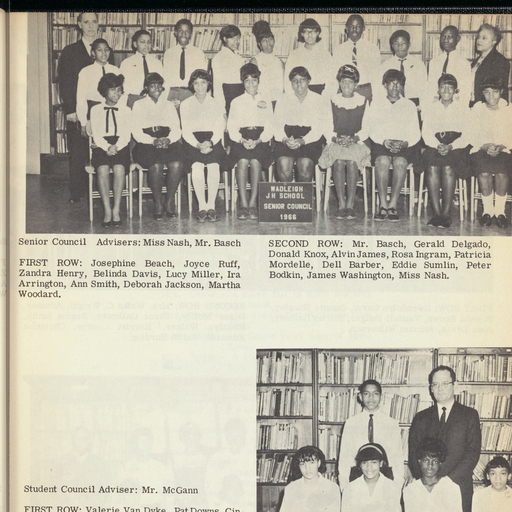 WADLEIGH
JH SCHOOL
SENIOR COUNCIL
1966
Senior Council Advisers: Miss Nash, Mr. Basch
FIRST ROW: Josephine Beach, Joyce Ruff,
Zandra Henry, Belinda Davis, Lucy Miller, Ira
Arrington, Ann Smith, Deborah Jackson, Martha
Woodard.
SECOND ROW: Mr. Basch, Gerald Delgado,
Donald Knox, Alvin James, Rosa Ingram, Patricia
Mordelle, Dell Barber, Eddie Sumlin, Peter
Bodkin, James Washington, Miss Nash.
Student Council Adviser: Mr. McGann
FIRST ROW: Valerie Van Dyke, Pat Downs, Cin